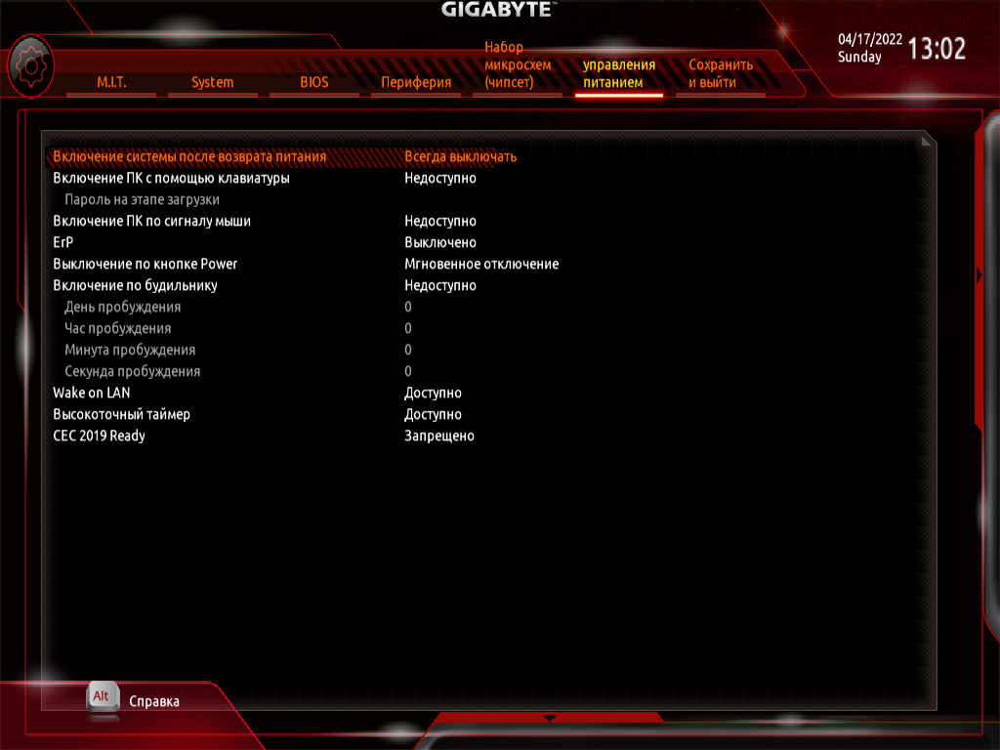 GIGABYTE
04/17/2022
Sunday
13:02
M.I.T.
System
BIOS
Периферия
Набор
микросхем
(чипсет)
управления
питанием
Сохранить
и выйти
Включение системы после возврата питания Всегда выключать
Включение ПК с помощью клавиатуры Недоступно
Пароль на этапе загрузки
Включение ПК по сигналу мыши Недоступно
ErP Выключено
Выключение по кнопке Power Мгновенное отключение
Включение по будильнику Недоступно
День пробуждения 0
Час пробуждения 0
Минута пробуждения 0
Секунда пробуждения 0
Wake on LAN Доступно
Высокоточный таймер Доступно
CEC 2019 Ready Запрещено
Alt Справка